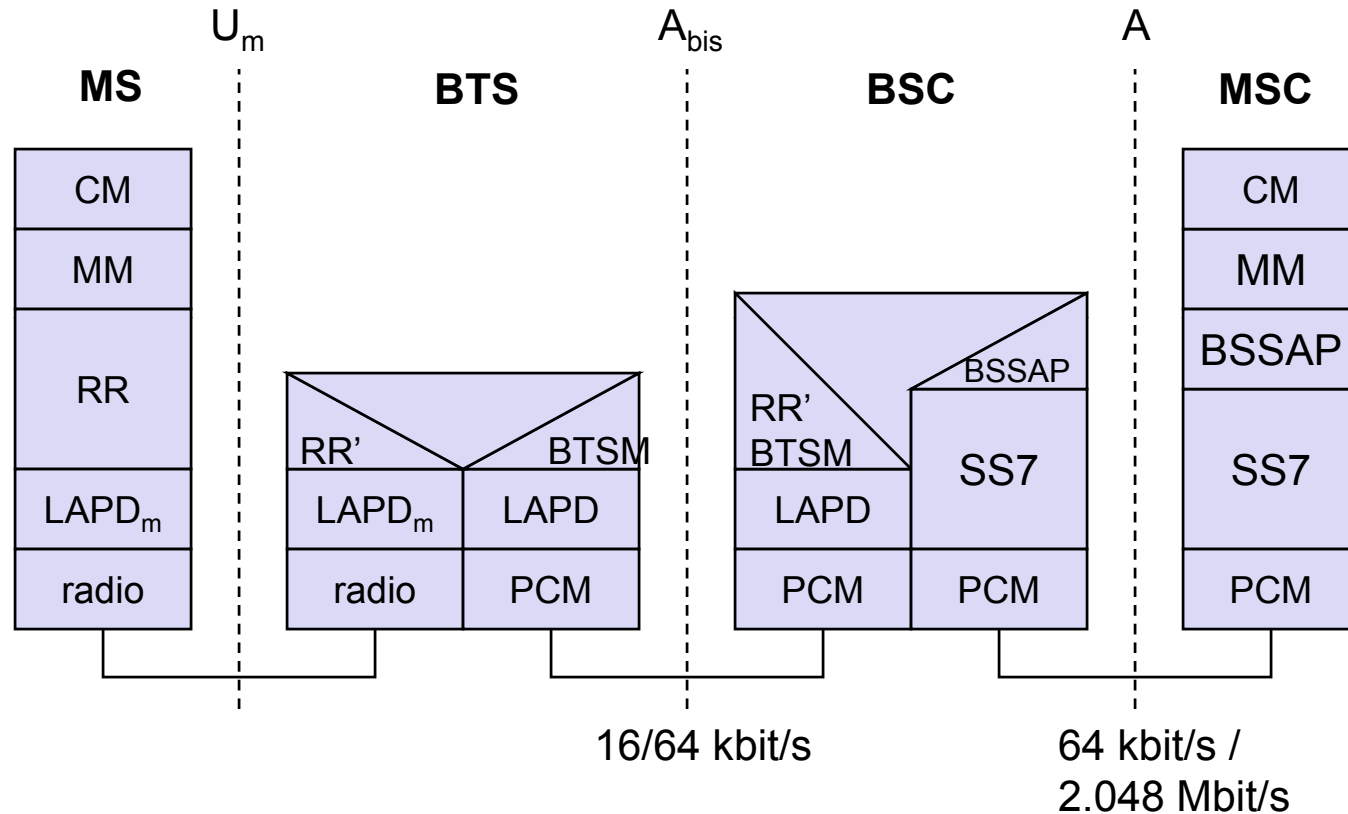 Um
Abis
A
MS
BTS
BSC
MSC
CM
MM
RR
LAPDm
radio
RR’
BTSM
LAPDm
LAPD
radio
PCM
BSSAP
RR’
BTSM
SS7
LAPD
PCM
PCM
CM
MM
BSSAP
SS7
PCM
16/64 kbit/s
64 kbit/s /
2.048 Mbit/s